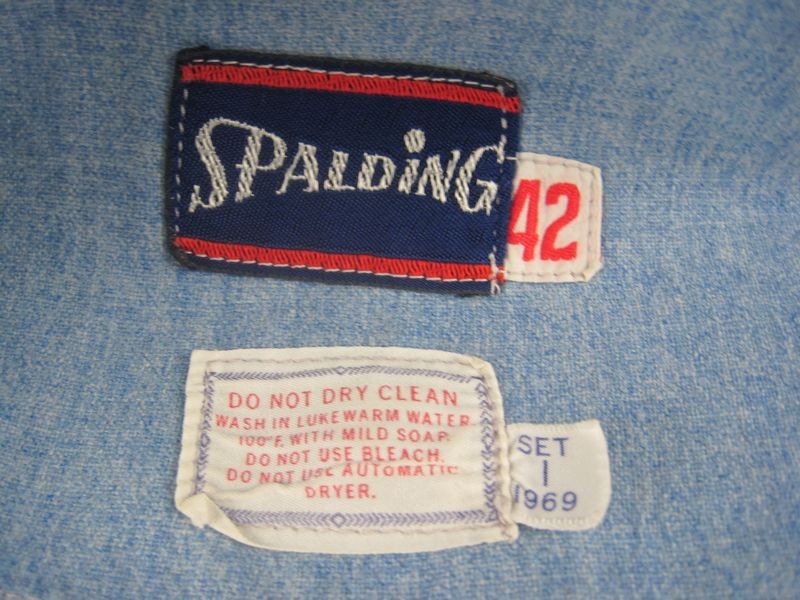 SPALDING
42
DO NOT DRY CLEAN
WASH IN LUKEWARM WATER
100°F, WITH MILD SOAP.
DO NOT USE BLEACH.
DO NOT USE AUTOMATIC
DRYER.
SET
1
1969